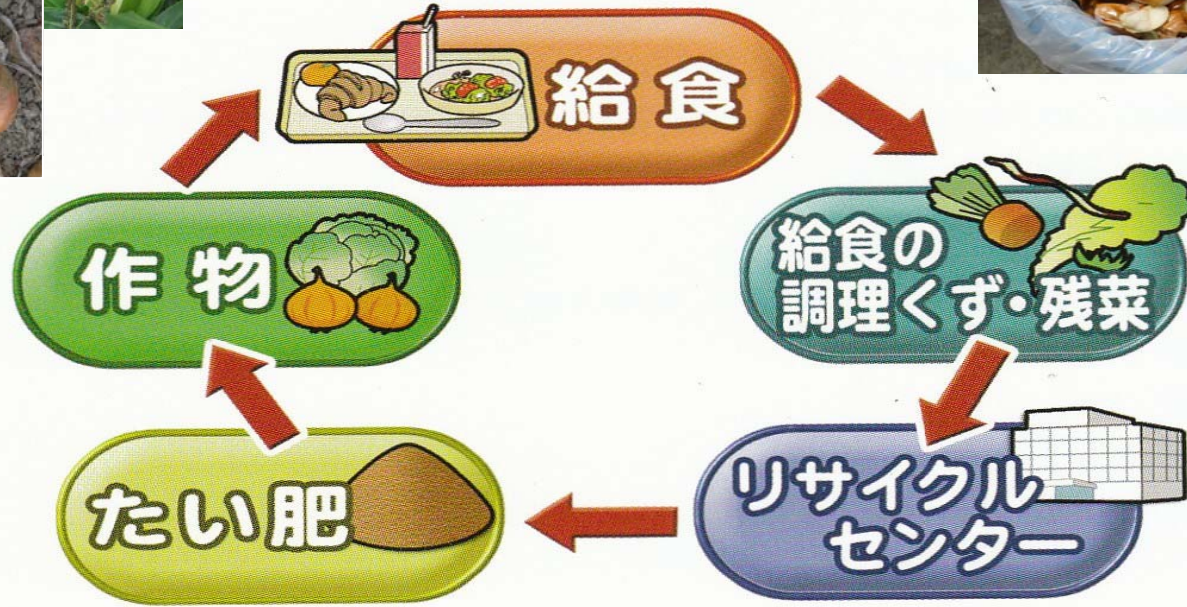 給食
給食の
調理くず・残菜
リサイクル
センター
たい肥
作物